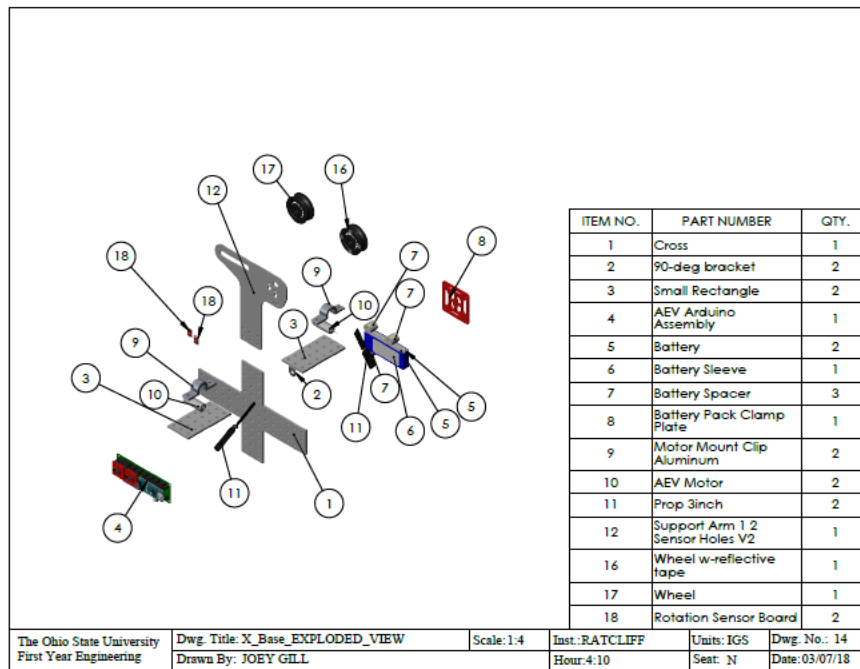 17
16
12
8
7
18
9
7
18
10
3
9
2
3
10
11
7
6
5
5
11
1
4
ITEM NO. PART NUMBER QTY.
1 Cross 1
2 90-deg bracket 2
3 Small Rectangle 2
4 AEV Arduino Assembly 1
5 Battery 2
6 Battery Sleeve 1
7 Battery Spacer 3
8 Battery Pack Clamp Plate 1
9 Motor Mount Clip Aluminum 2
10 AEV Motor 2
11 Prop 3inch 2
12 Support Arm 1 2 Sensor Holes V2 1
16 Wheel w-reflective tape 1
17 Wheel 1
18 Rotation Sensor Board 2
The Ohio State University
First Year Engineering
Dwg. Title: X_Base_EXPLODED_VIEW Scale: 1:4 Inst.:RATCLIFF Units: IGS Dwg. No.: 14
Drawn By: JOEY GILL Hour:4:10 Seat: N Date:03/07/18